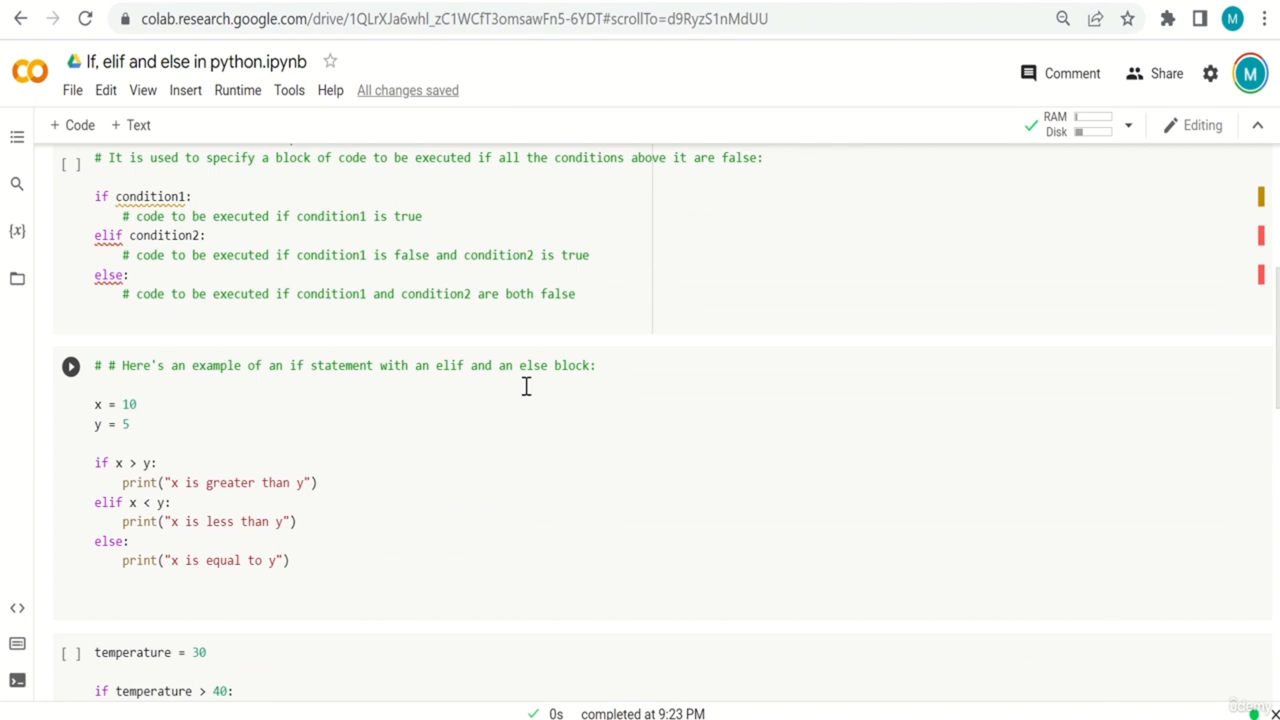 colab.research.google.com/drive/1QLrXJa6whl_zC1WCfT3omsawFn5-6YDT#scrollTo=d9RyzS1nMdUU
M
CO
If, elif and else in python.ipynb
Comment
Share
M
File Edit View Insert Runtime Tools Help All changes saved
+ Code + Text
RAM
Disk
Editing
[ ] # It is used to specify a block of code to be executed if all the conditions above it are false:
if condition1:
# code to be executed if condition1 is true
elif condition2:
# code to be executed if condition1 is false and condition2 is true
else:
# code to be executed if condition1 and condition2 are both false
# # Here's an example of an if statement with an elif and an else block:
x = 10
y = 5
if x > y:
print("x is greater than y")
elif x < y:
print("x is less than y")
else:
print("x is equal to y")
[ ] temperature = 30
if temperature > 40:
0s completed at 9:23 PM
ûdemy